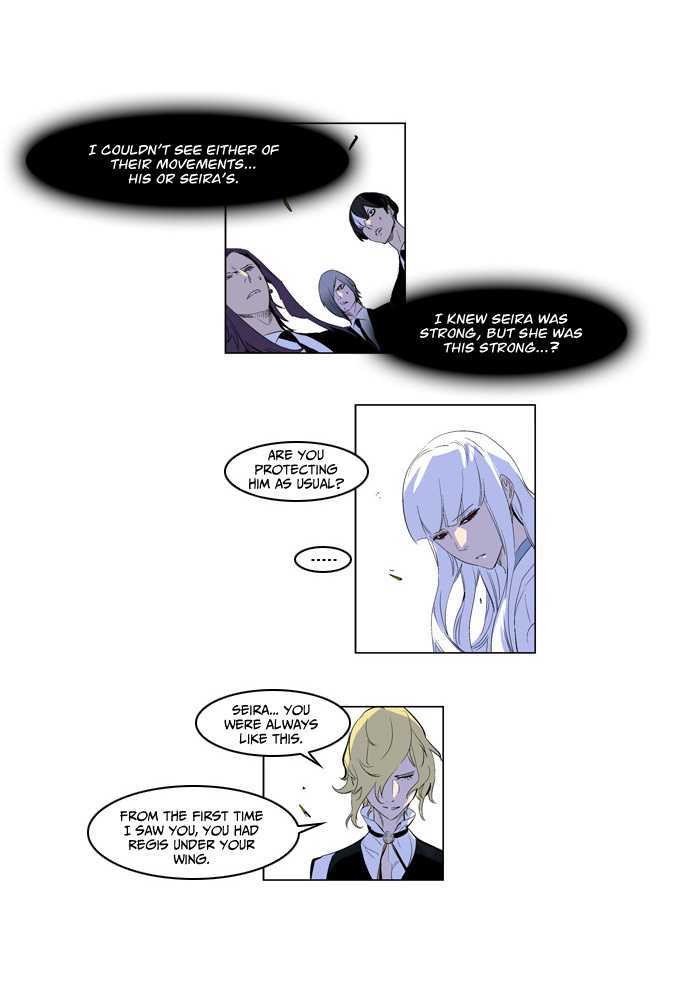 I COULDN'T SEE EITHER OF
THEIR MOVEMENTS...
HIS OR SEIRA'S.
I KNEW SEIRA WAS
STRONG, BUT SHE WAS
THIS STRONG...?
ARE YOU
PROTECTING
HIM AS USUAL?
-----
SEIRA... YOU
WERE ALWAYS
LIKE THIS.
FROM THE FIRST TIME
I SAW YOU, YOU HAD
REGIS UNDER YOUR
WING.